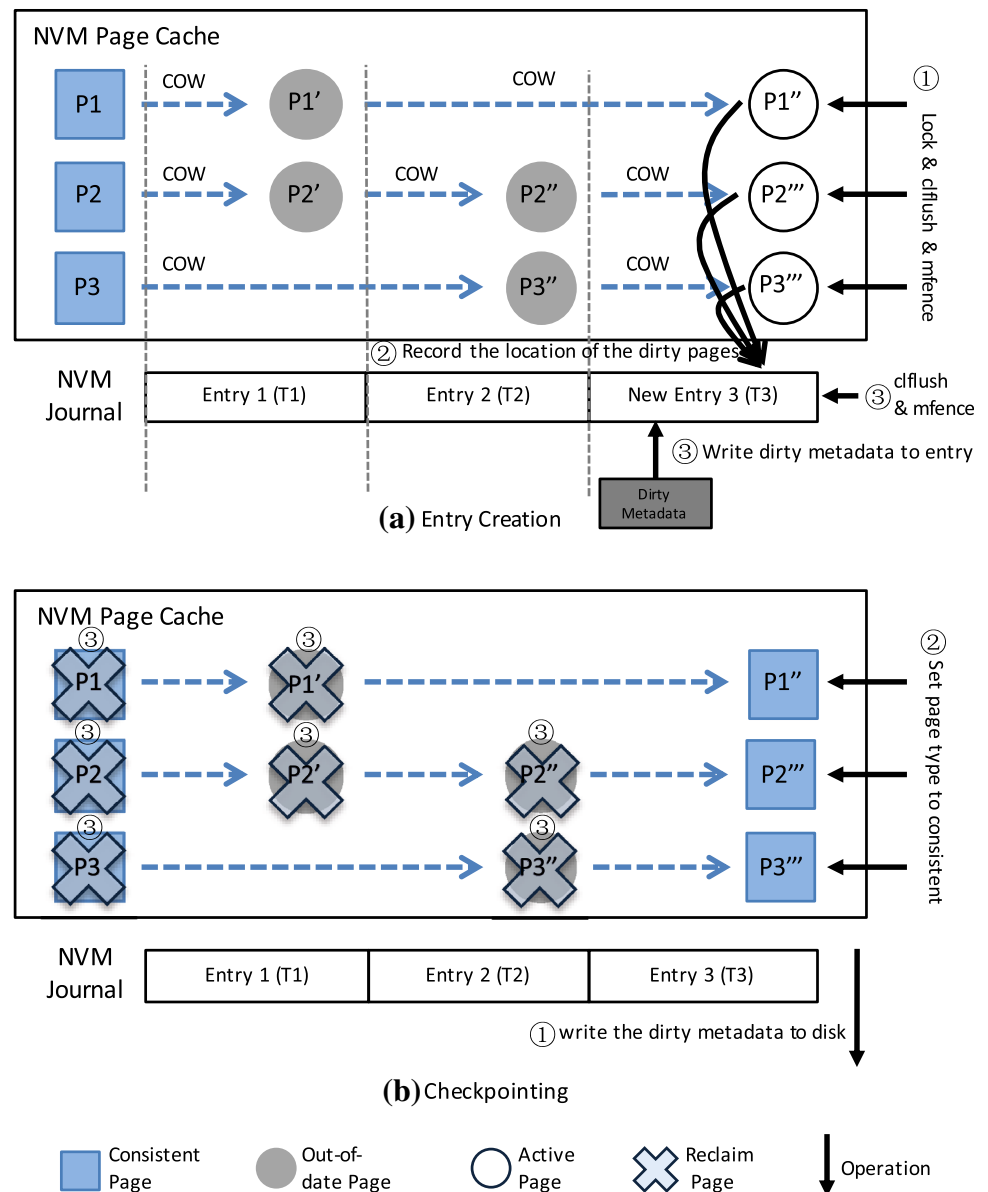 NVM Page Cache
P1
COW
P1’
COW
P1’’
①
Lock & clflush & mfence
P2
COW
P2’
COW
P2’’
COW
P2’’’
P3
COW
P3’’
COW
P3’’’
② Record the location of the dirty pages
NVM
Journal
Entry 1 (T1)
Entry 2 (T2)
New Entry 3 (T3)
③ clflush
& mfence
③ Write dirty metadata to entry
Dirty
Metadata
(a) Entry Creation
NVM Page Cache
③
③
P1
P1’
P1’’
②
Set page type to consistent
③
③
③
P2
P2’
P2’’
P2’’’
③
③
P3
P3’’
P3’’’
NVM
Journal
Entry 1 (T1)
Entry 2 (T2)
Entry 3 (T3)
① write the dirty metadata to disk
(b) Checkpointing
Consistent
Page
Out-of-
date Page
Active
Page
Reclaim
Page
Operation